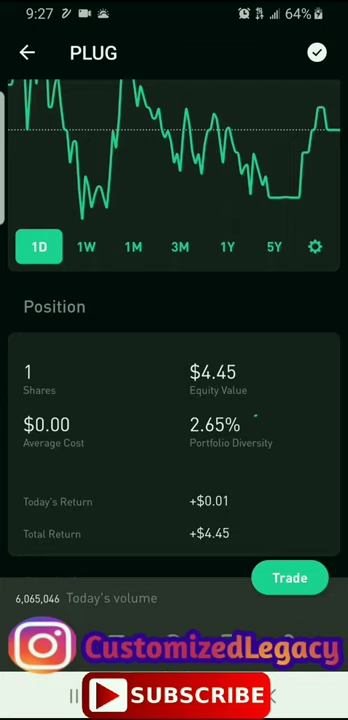 9:27 64%
PLUG
1D 1W 1M 3M 1Y 5Y
Position
1 $4.45
Shares Equity Value
$0.00 2.65%
Average Cost Portfolio Diversity
Today's Return +$0.01
Total Return +$4.45
Trade
6,065,046 Today's volume
CustomizedLegacy
SUBSCRIBE